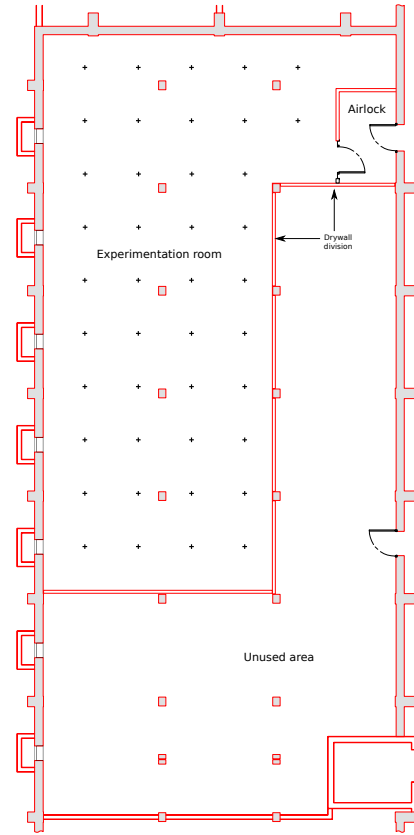 Airlock
Drywall
division
Experimentation room
Unused area